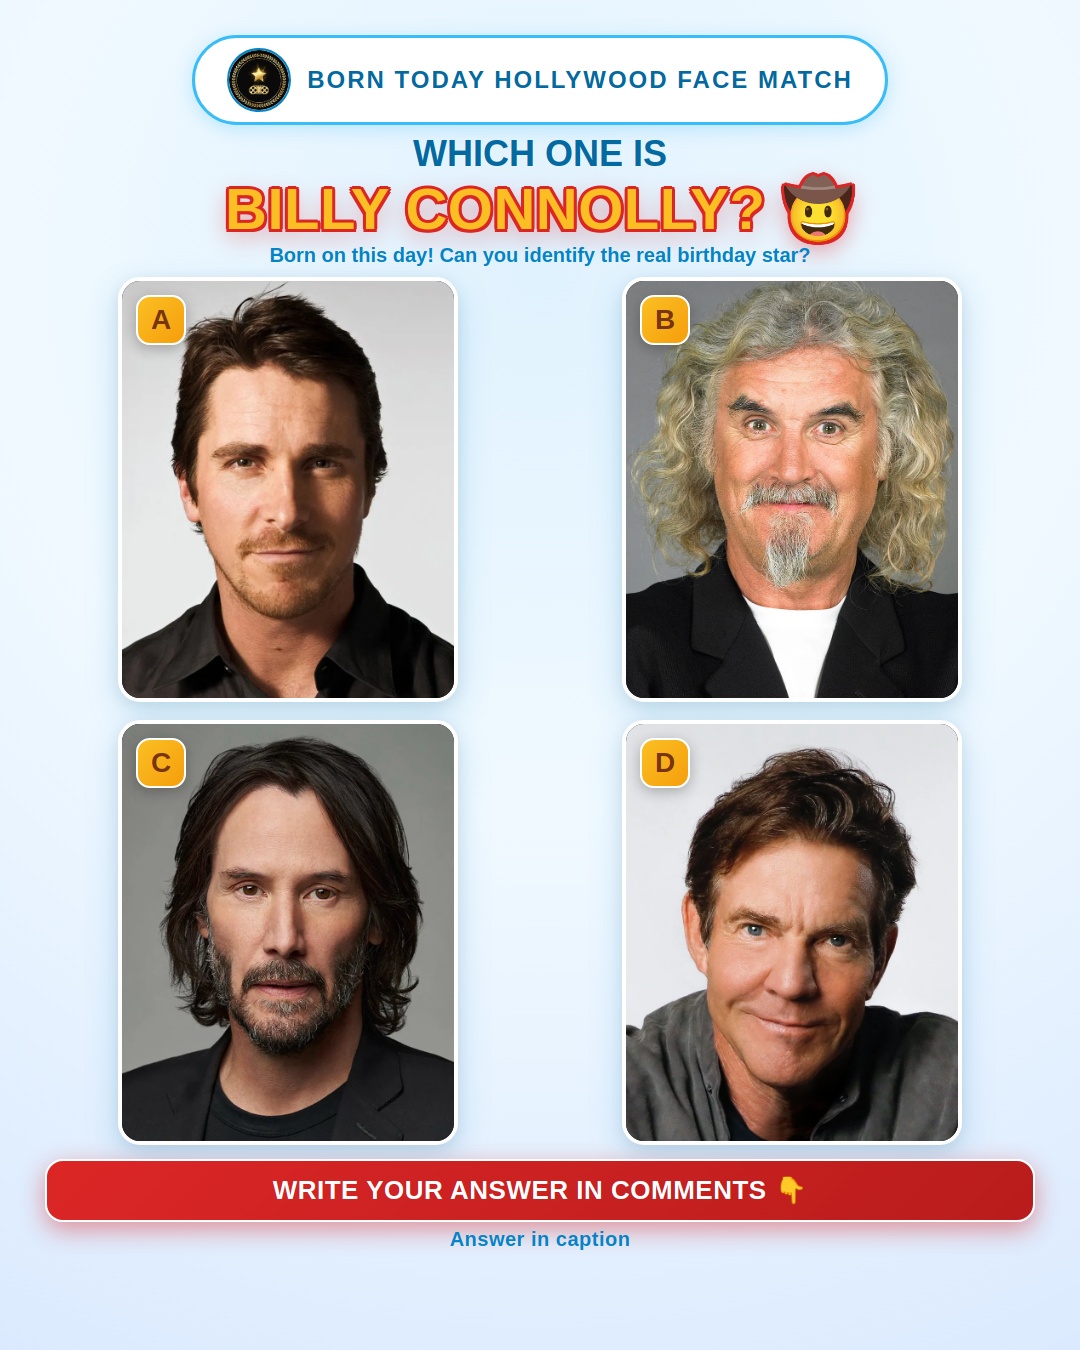 BORN TODAY HOLLYWOOD FACE MATCH
WHICH ONE IS
BILLY CONNOLLY? 🤠
Born on this day! Can you identify the real birthday star?
A
B
C
D
WRITE YOUR ANSWER IN COMMENTS 👇
Answer in caption